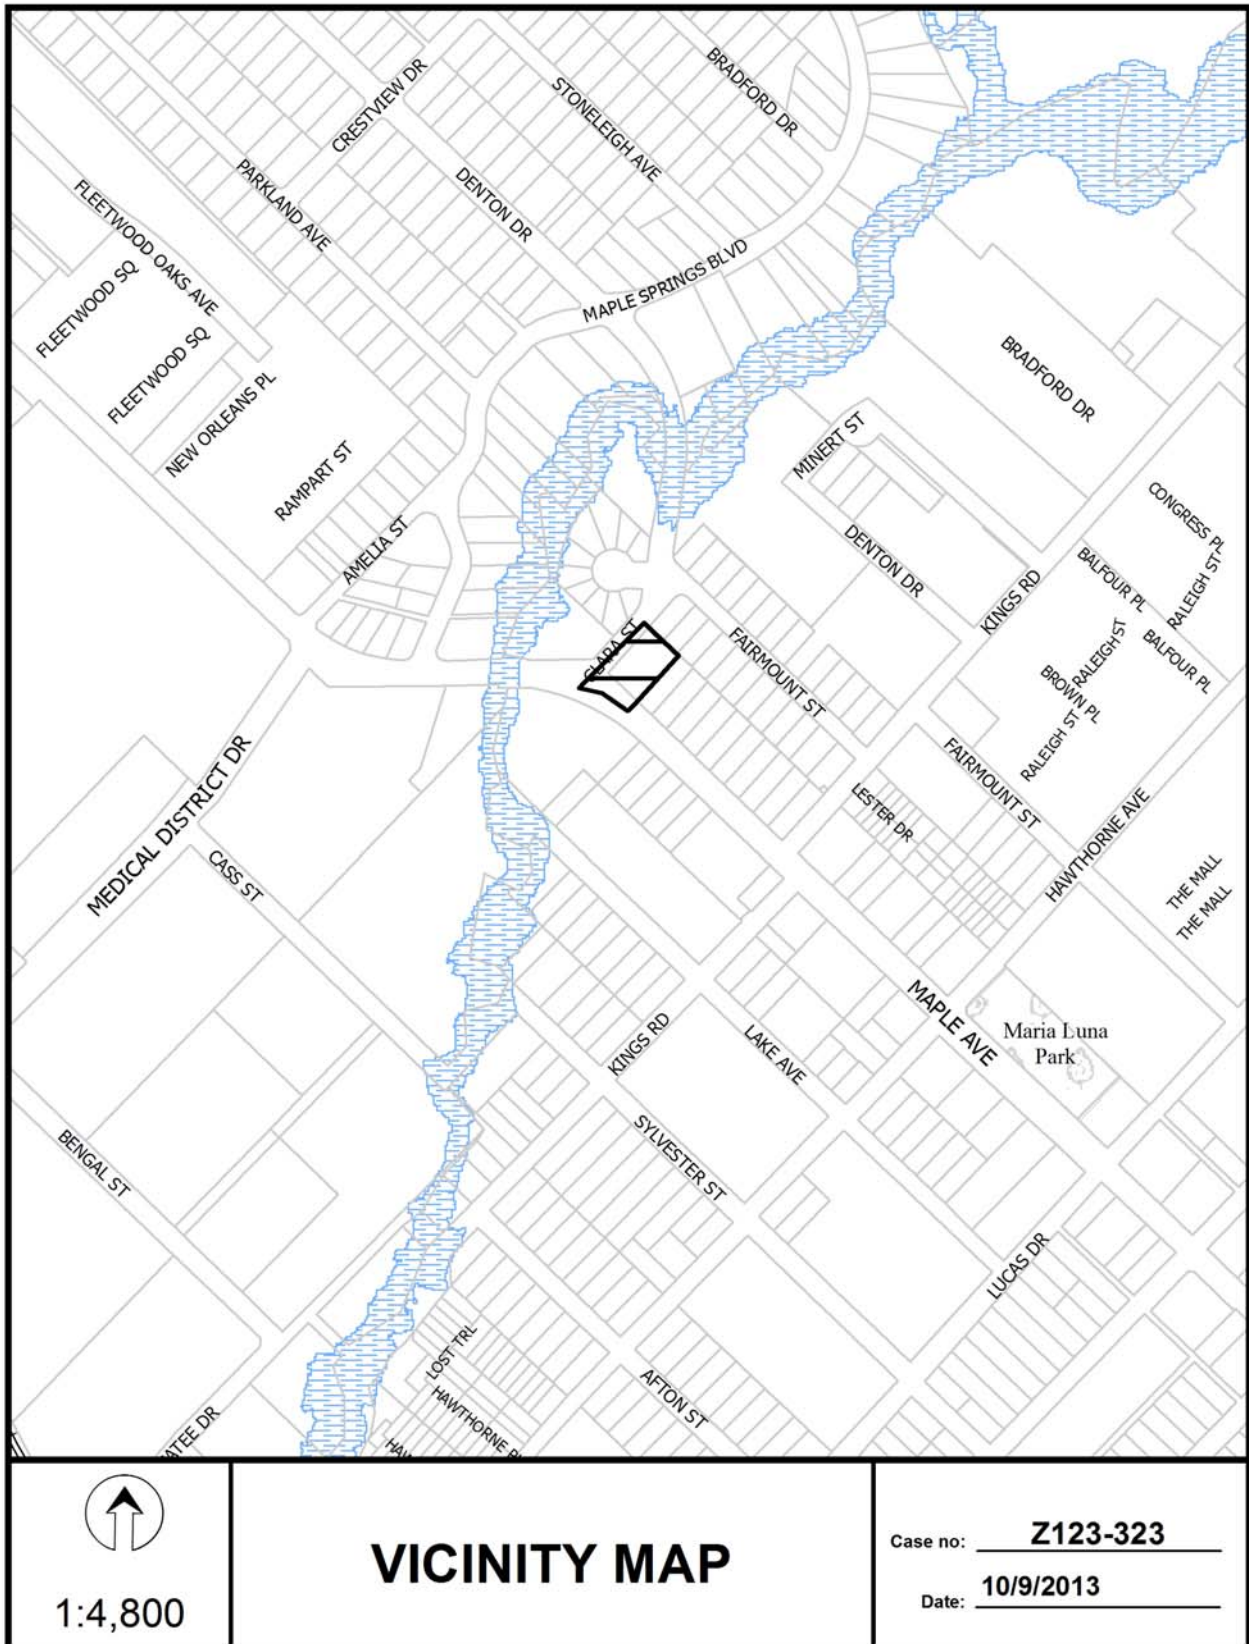 BRADFORD DR
CRESTVIEW DR
STONELEIGH AVE
PARKLAND AVE
DENTON DR
FLEETWOOD OAKS AVE
MAPLE SPRINGS BLVD
FLEETWOOD SQ
FLEETWOOD SQ
NEW ORLEANS PL
BRADFORD DR
RAMPART ST
MINERT ST
AMELIA ST
CONGRESS PL
DENTON DR
BALFOUR PL
RALEIGH ST
KINGS RD
CLARA ST
FAIRMOUNT ST
RALEIGH ST
BALFOUR PL
BROWN PL
RALEIGH ST
FAIRMOUNT ST
MEDICAL DISTRICT DR
LESTER DR
HAWTHORNE AVE
CASS ST
THE MALL
THE MALL
MAPLE AVE
Maria Luna
Park
KINGS RD
LAKE AVE
BENGAL ST
SYLVESTER ST
LUCAS DR
LOST TRL
AFTON ST
HAWTHORNE
ATEE DR
1:4,800
VICINITY MAP
Case no: Z123-323
Date: 10/9/2013